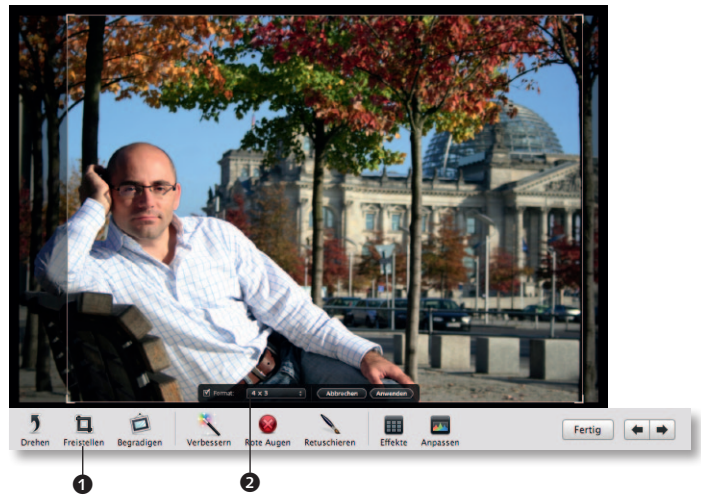 Format: 4 x 3 Abbrechen Anwenden
Drehen Freistellen Begradigen Verbessern Rote Augen Retuschieren Effekte Anpassen Fertig
1 2